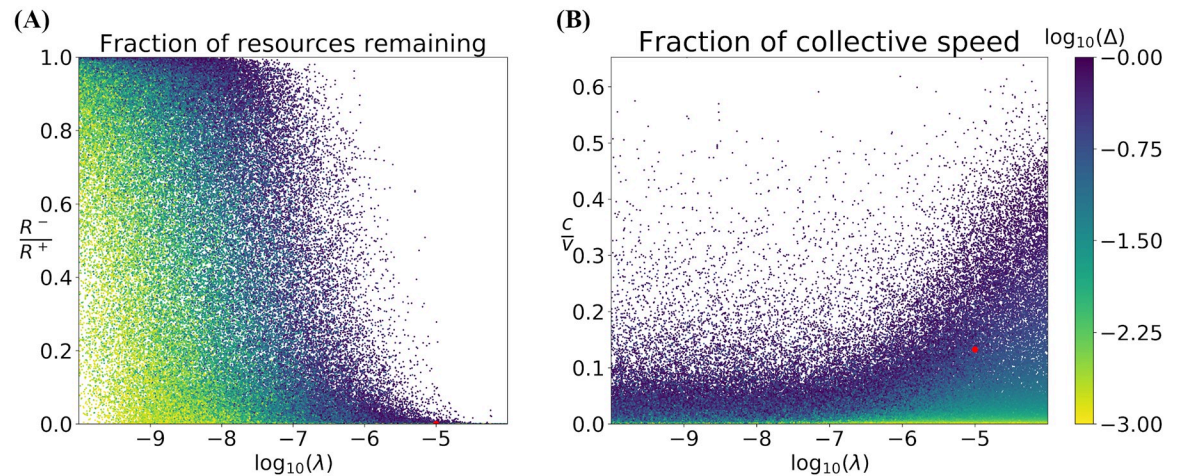 (A)
Fraction of resources remaining
1.0
0.8
0.6
0.4
0.2
0.0
R⁻
R⁺
−9 −8 −7 −6 −5
log₁₀(λ)
(B)
Fraction of collective speed
0.6
0.5
0.4
0.3
0.2
0.1
0.0
c
v
−9 −8 −7 −6 −5
log₁₀(λ)
log₁₀(Δ)
−0.00
−0.75
−1.50
−2.25
−3.00